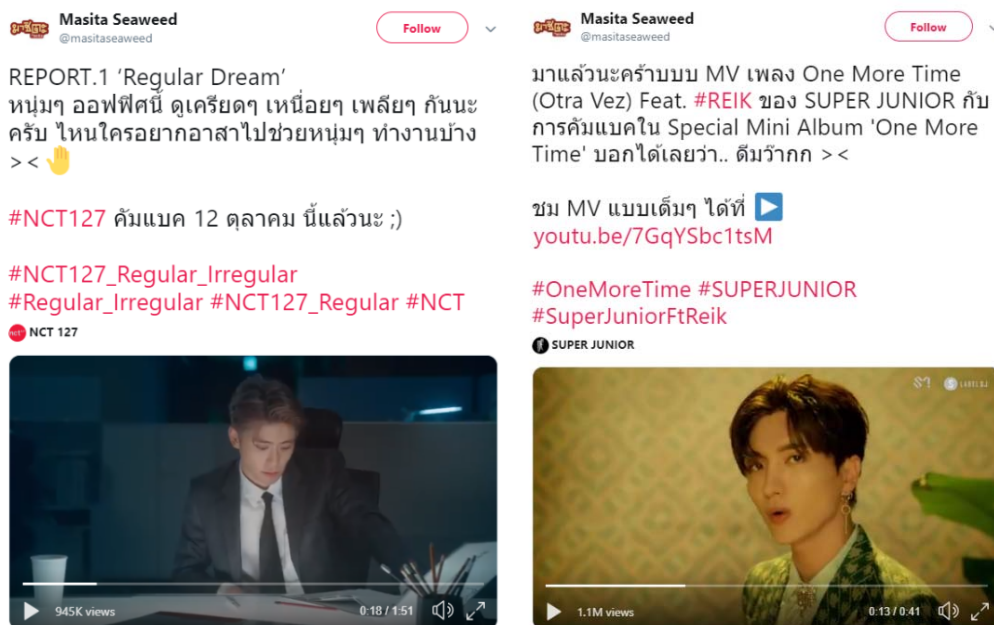 Masita Seaweed
@masitaseaweed
Follow
REPORT.1 ‘Regular Dream’
หนุ่มๆ ออฟฟิศนี้ ดูเครียดๆ เหนื่อยๆ เพลียๆ กันนะ
ครับ ไหนใครอยากอาสาไปช่วยหนุ่มๆ ทำงานบ้าง
> < 🤚
#NCT127 คัมแบค 12 ตุลาคม นี้แล้วนะ ;)
#NCT127_Regular_Irregular
#Regular_Irregular #NCT127_Regular #NCT
NCT 127
945K views
0:18 / 1:51
Masita Seaweed
@masitaseaweed
Follow
มาแล้วนะคร้าบบบ MV เพลง One More Time
(Otra Vez) Feat. #REIK ของ SUPER JUNIOR กับ
การคัมแบคใน Special Mini Album 'One More
Time' บอกได้เลยว่า.. ดีมว๊ากก > <
ชม MV แบบเต็มๆ ได้ที่ ▶
youtu.be/7GqYSbc1tsM
#OneMoreTime #SUPERJUNIOR
#SuperJuniorFtReik
SUPER JUNIOR
1.1M views
0:13 / 0:41